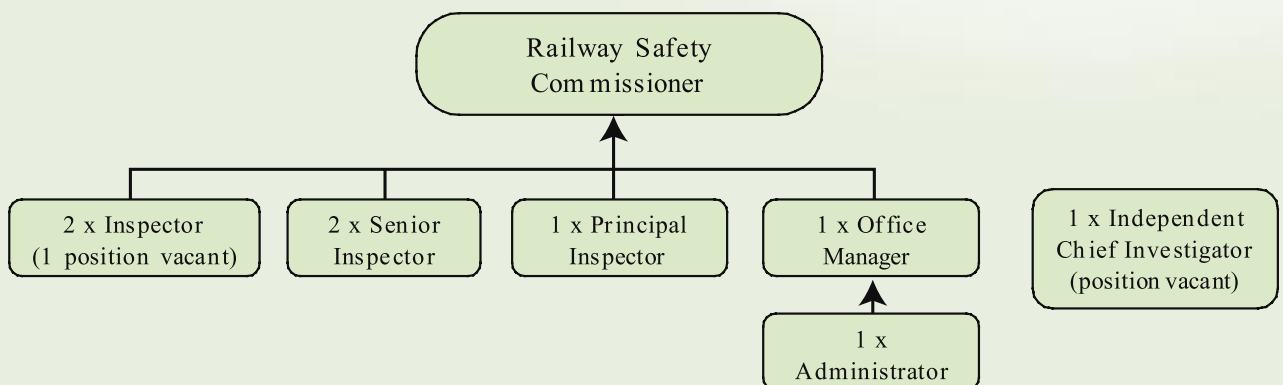 Railway Safety
Commissioner
2 x Inspector
(1 position vacant)
2 x Senior
Inspector
1 x Principal
Inspector
1 x Office
Manager
1 x Independent
Chief Investigator
(position vacant)
1 x
Administrator